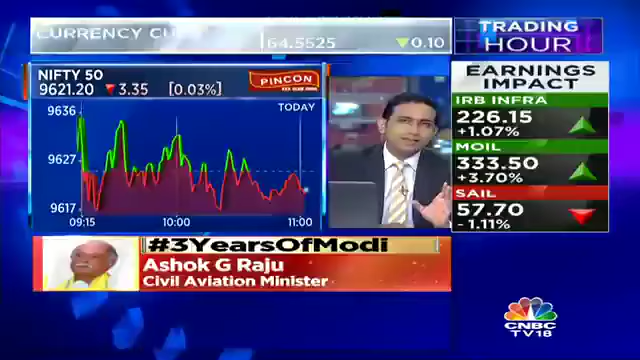 CURRENCY CU
64.5525 ▼0.10
TRADING
HOUR
NIFTY 50
9621.20 ▼ 3.35 [0.03%]
PINCON
TODAY
9636
9627
9617
09:15 10:00 11:00
EARNINGS
IMPACT
IRB INFRA
226.15
+1.07%
MOIL
333.50
+3.70%
SAIL
57.70
-1.11%
#3YearsOfModi
Ashok G Raju
Civil Aviation Minister
CNBC
TV18